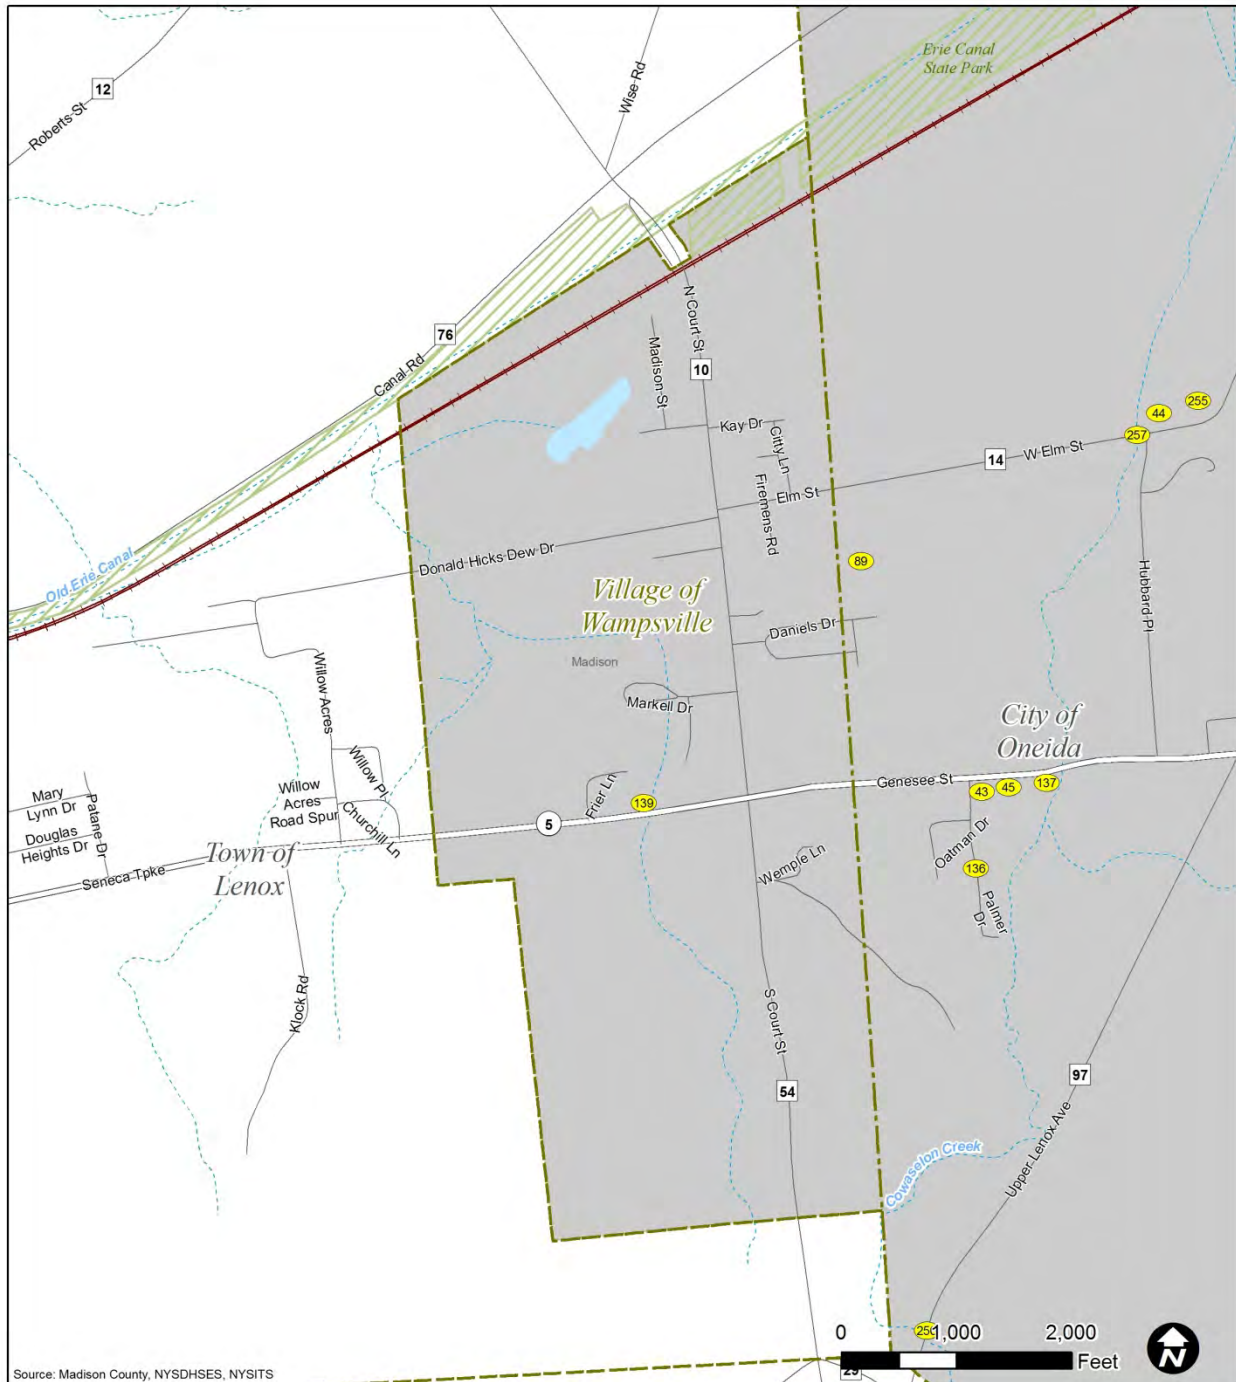 Erie Canal
State Park
12
Roberts St
Wise Rd
76
Canal Rd
N Court St
Madison St
10
Kay Dr
Citty Ln
Firemens Rd
255
44
257
W Elm St
14
Elm St
Old Erie Canal
Donald Hicks Dew Dr
89
Hubbard Pl
Village of
Wampsville
Daniels Dr
Madison
Willow Acres
Markell Dr
City of
Oneida
Willow Pl
Genesee St
Mary
Lynn Dr
Patane Dr
Willow
Acres
Road Spur
Churchill Ln
Frier Ln
139
43
45
137
5
Douglas
Heights Dr
Town of
Lenox
Seneca Tpke
Wemple Ln
Oatman Dr
136
Palmer
Dr
Klock Rd
S Court St
54
97
Upper Lenox Ave
Cowaselon Creek
0
1,000
2,000
Feet
N
29
Source: Madison County, NYSDHSES, NYSITS